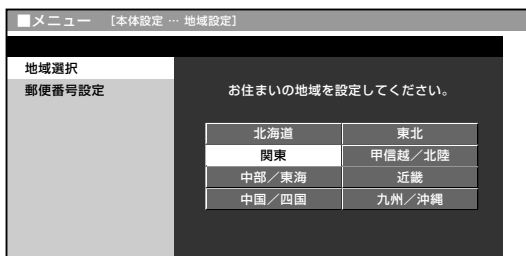 ■メニュー [本体設定 … 地域設定]
地域選択
郵便番号設定
お住まいの地域を設定してください。
北海道 東北
関東 甲信越／北陸
中部／東海 近畿
中国／四国 九州／沖縄